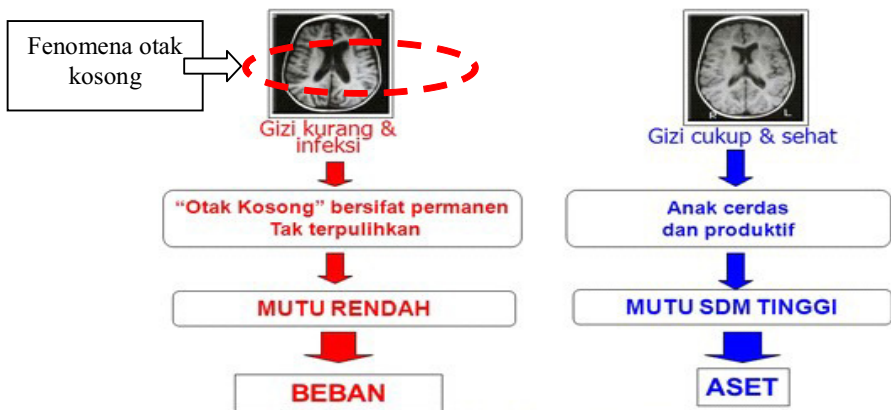 Fenomena otak
kosong
Gizi kurang &
infeksi
"Otak Kosong" bersifat permanen
Tak terpulihkan
MUTU RENDAH
BEBAN
R
L
Gizi cukup & sehat
Anak cerdas
dan produktif
MUTU SDM TINGGI
ASET